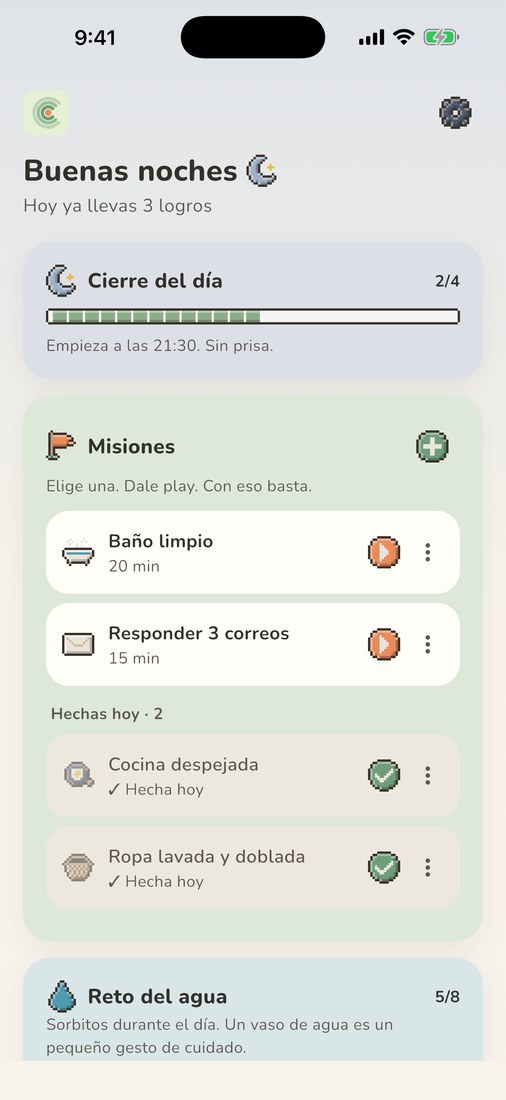 9:41
Buenas noches
Hoy ya llevas 3 logros
Cierre del día
2/4
Empieza a las 21:30. Sin prisa.
Misiones
Elige una. Dale play. Con eso basta.
Baño limpio
20 min
Responder 3 correos
15 min
Hechas hoy · 2
Cocina despejada
✓ Hecha hoy
Ropa lavada y doblada
✓ Hecha hoy
Reto del agua
5/8
Sorbitos durante el día. Un vaso de agua es un
pequeño gesto de cuidado.